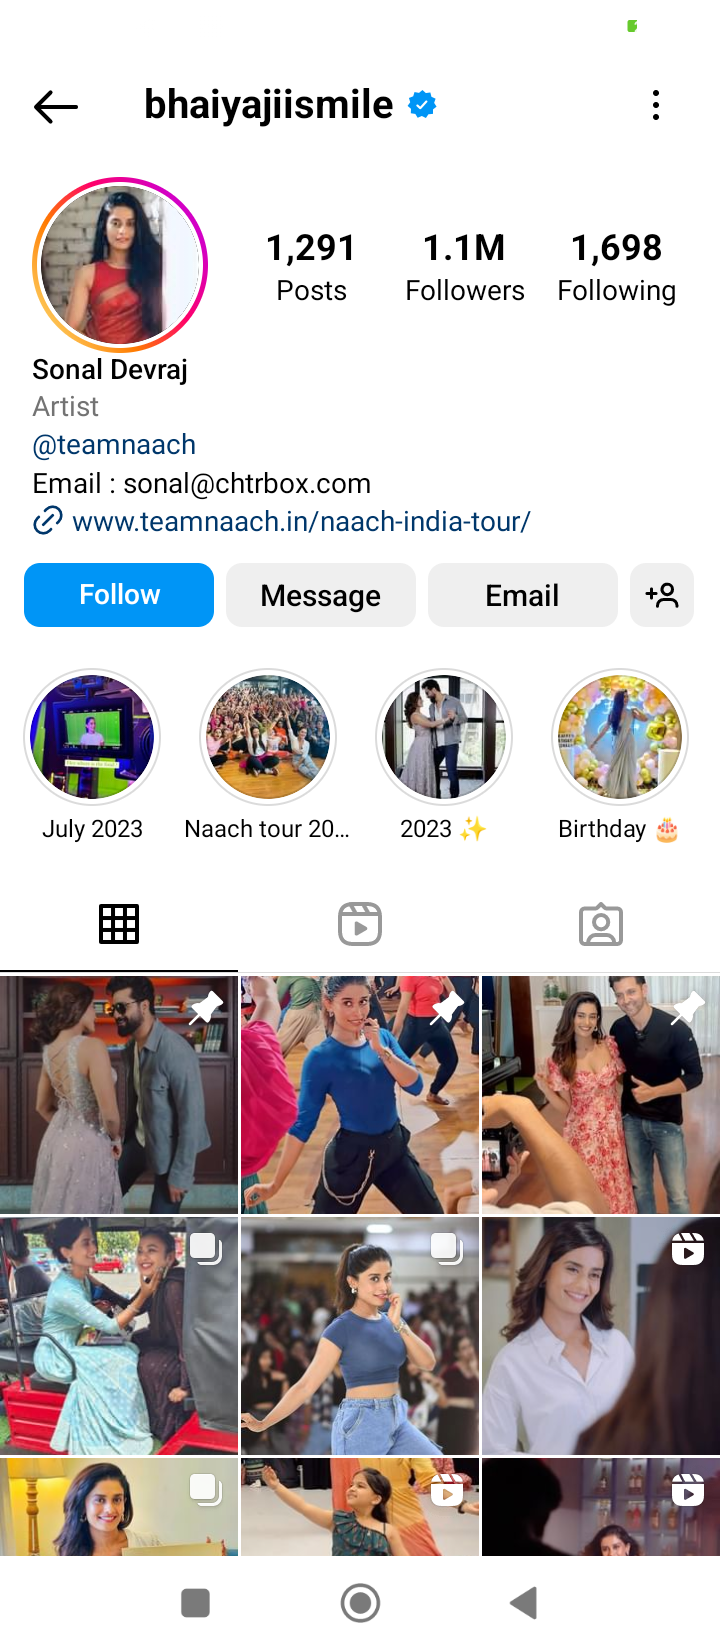 bhaiyajiismile
1,291 1.1M 1,698
Posts Followers Following
Sonal Devraj
Artist
@teamnaach
Email : sonal@chtrbox.com
www.teamnaach.in/naach-india-tour/
Follow Message Email
July 2023 Naach tour 20... 2023 ✨ Birthday 🎂